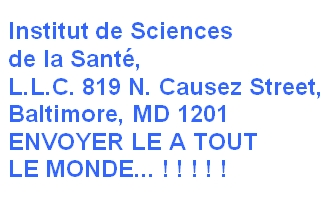 Institut de Sciences
de la Santé,
L.L.C. 819 N. Causez Street,
Baltimore, MD 1201
ENVOYER LE A TOUT
LE MONDE... ! ! ! ! !